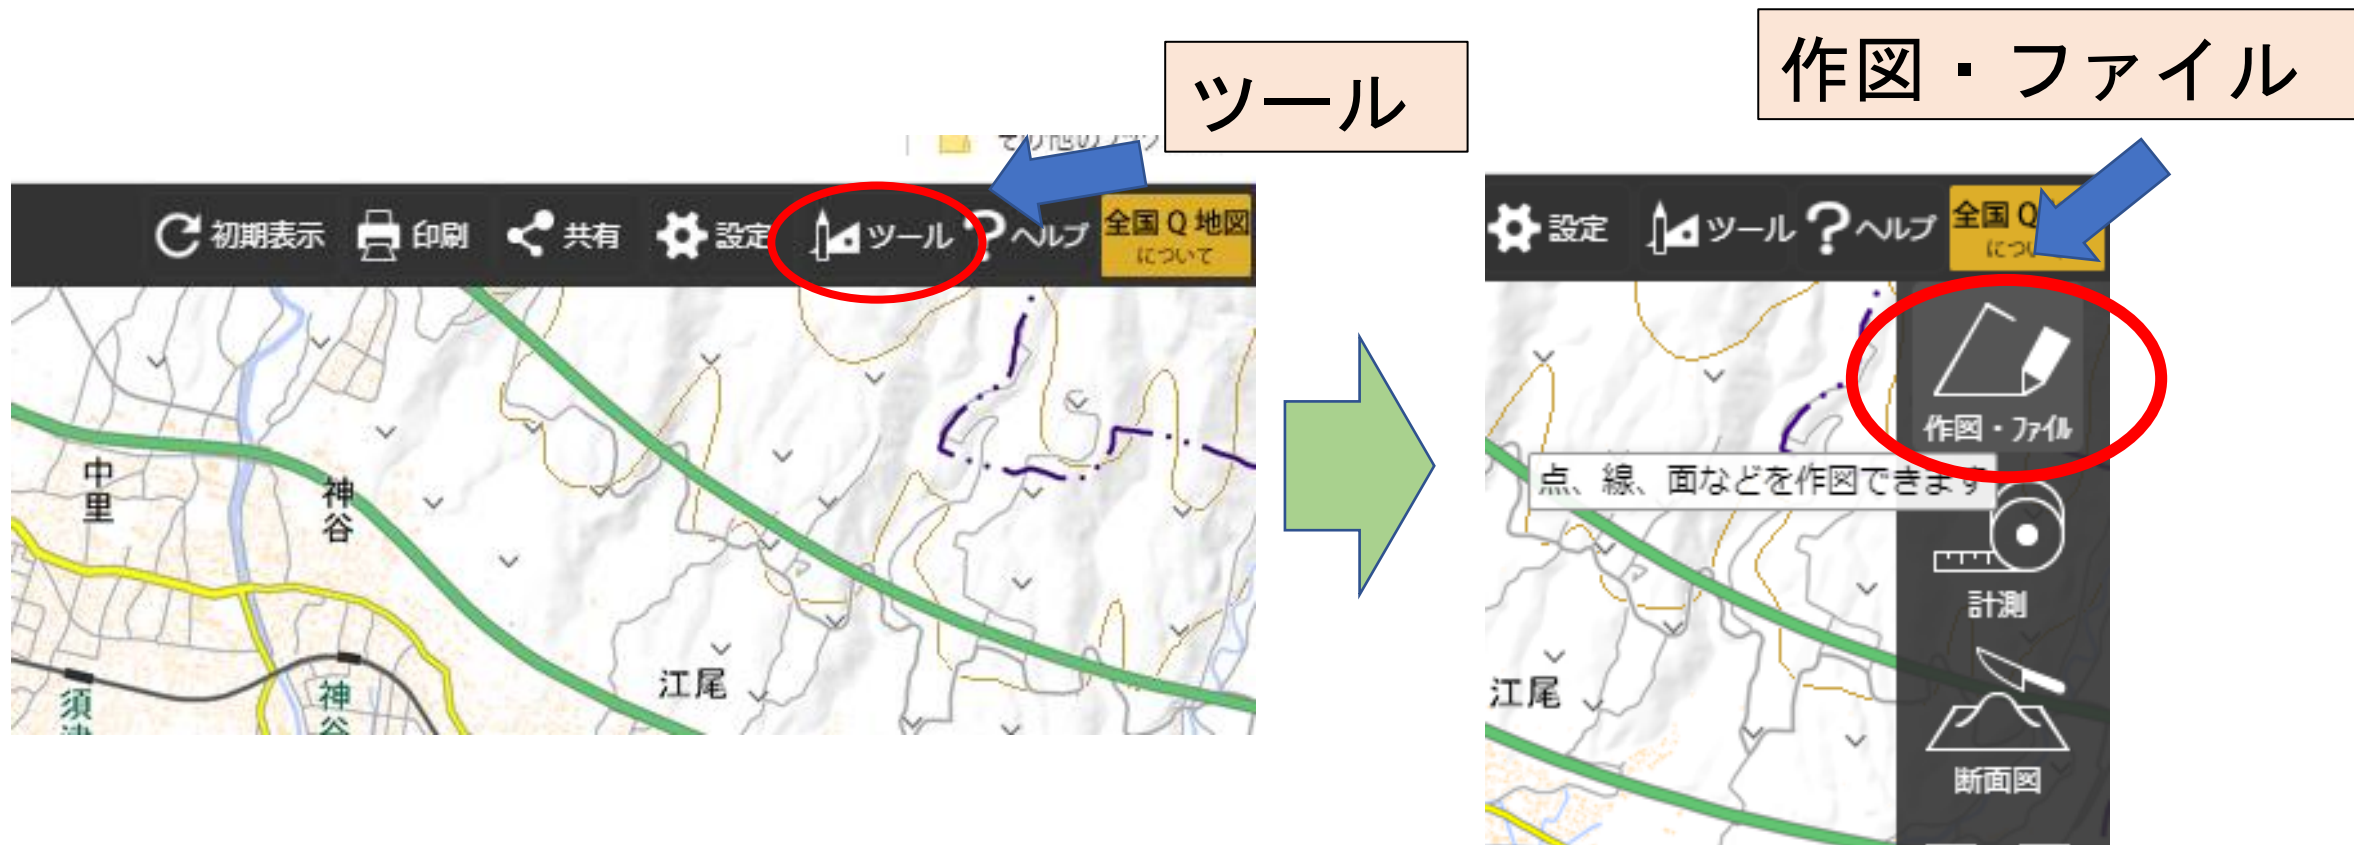 ツール
作図・ファイル
初期表示
印刷
共有
設定
ツール
ヘルプ
全国Q地図
について
中里
神谷
江尾
神谷
設定
ツール
ヘルプ
全国Q
作図・ファイル
点、線、面などを作図できます
計測
江尾
断面図